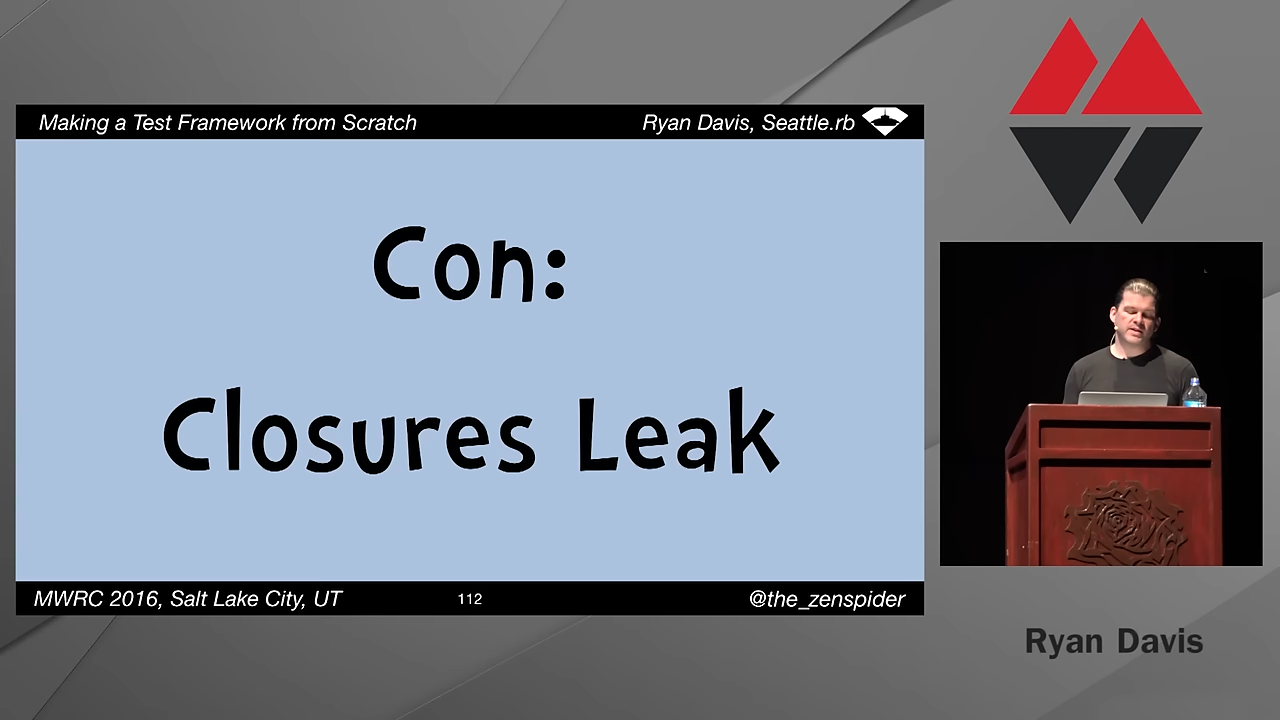 Making a Test Framework from Scratch
Ryan Davis, Seattle.rb
Con:
Closures Leak
MWRC 2016, Salt Lake City, UT
112
@the_zenspider
Ryan Davis